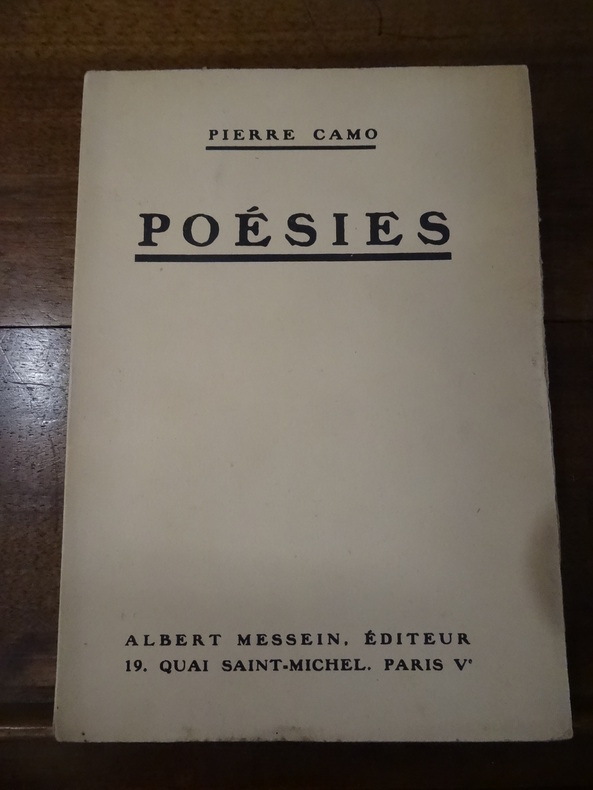 PIERRE CAMO
POÉSIES
ALBERT MESSEIN, ÉDITEUR
19, QUAI SAINT-MICHEL. PARIS Vᵉ